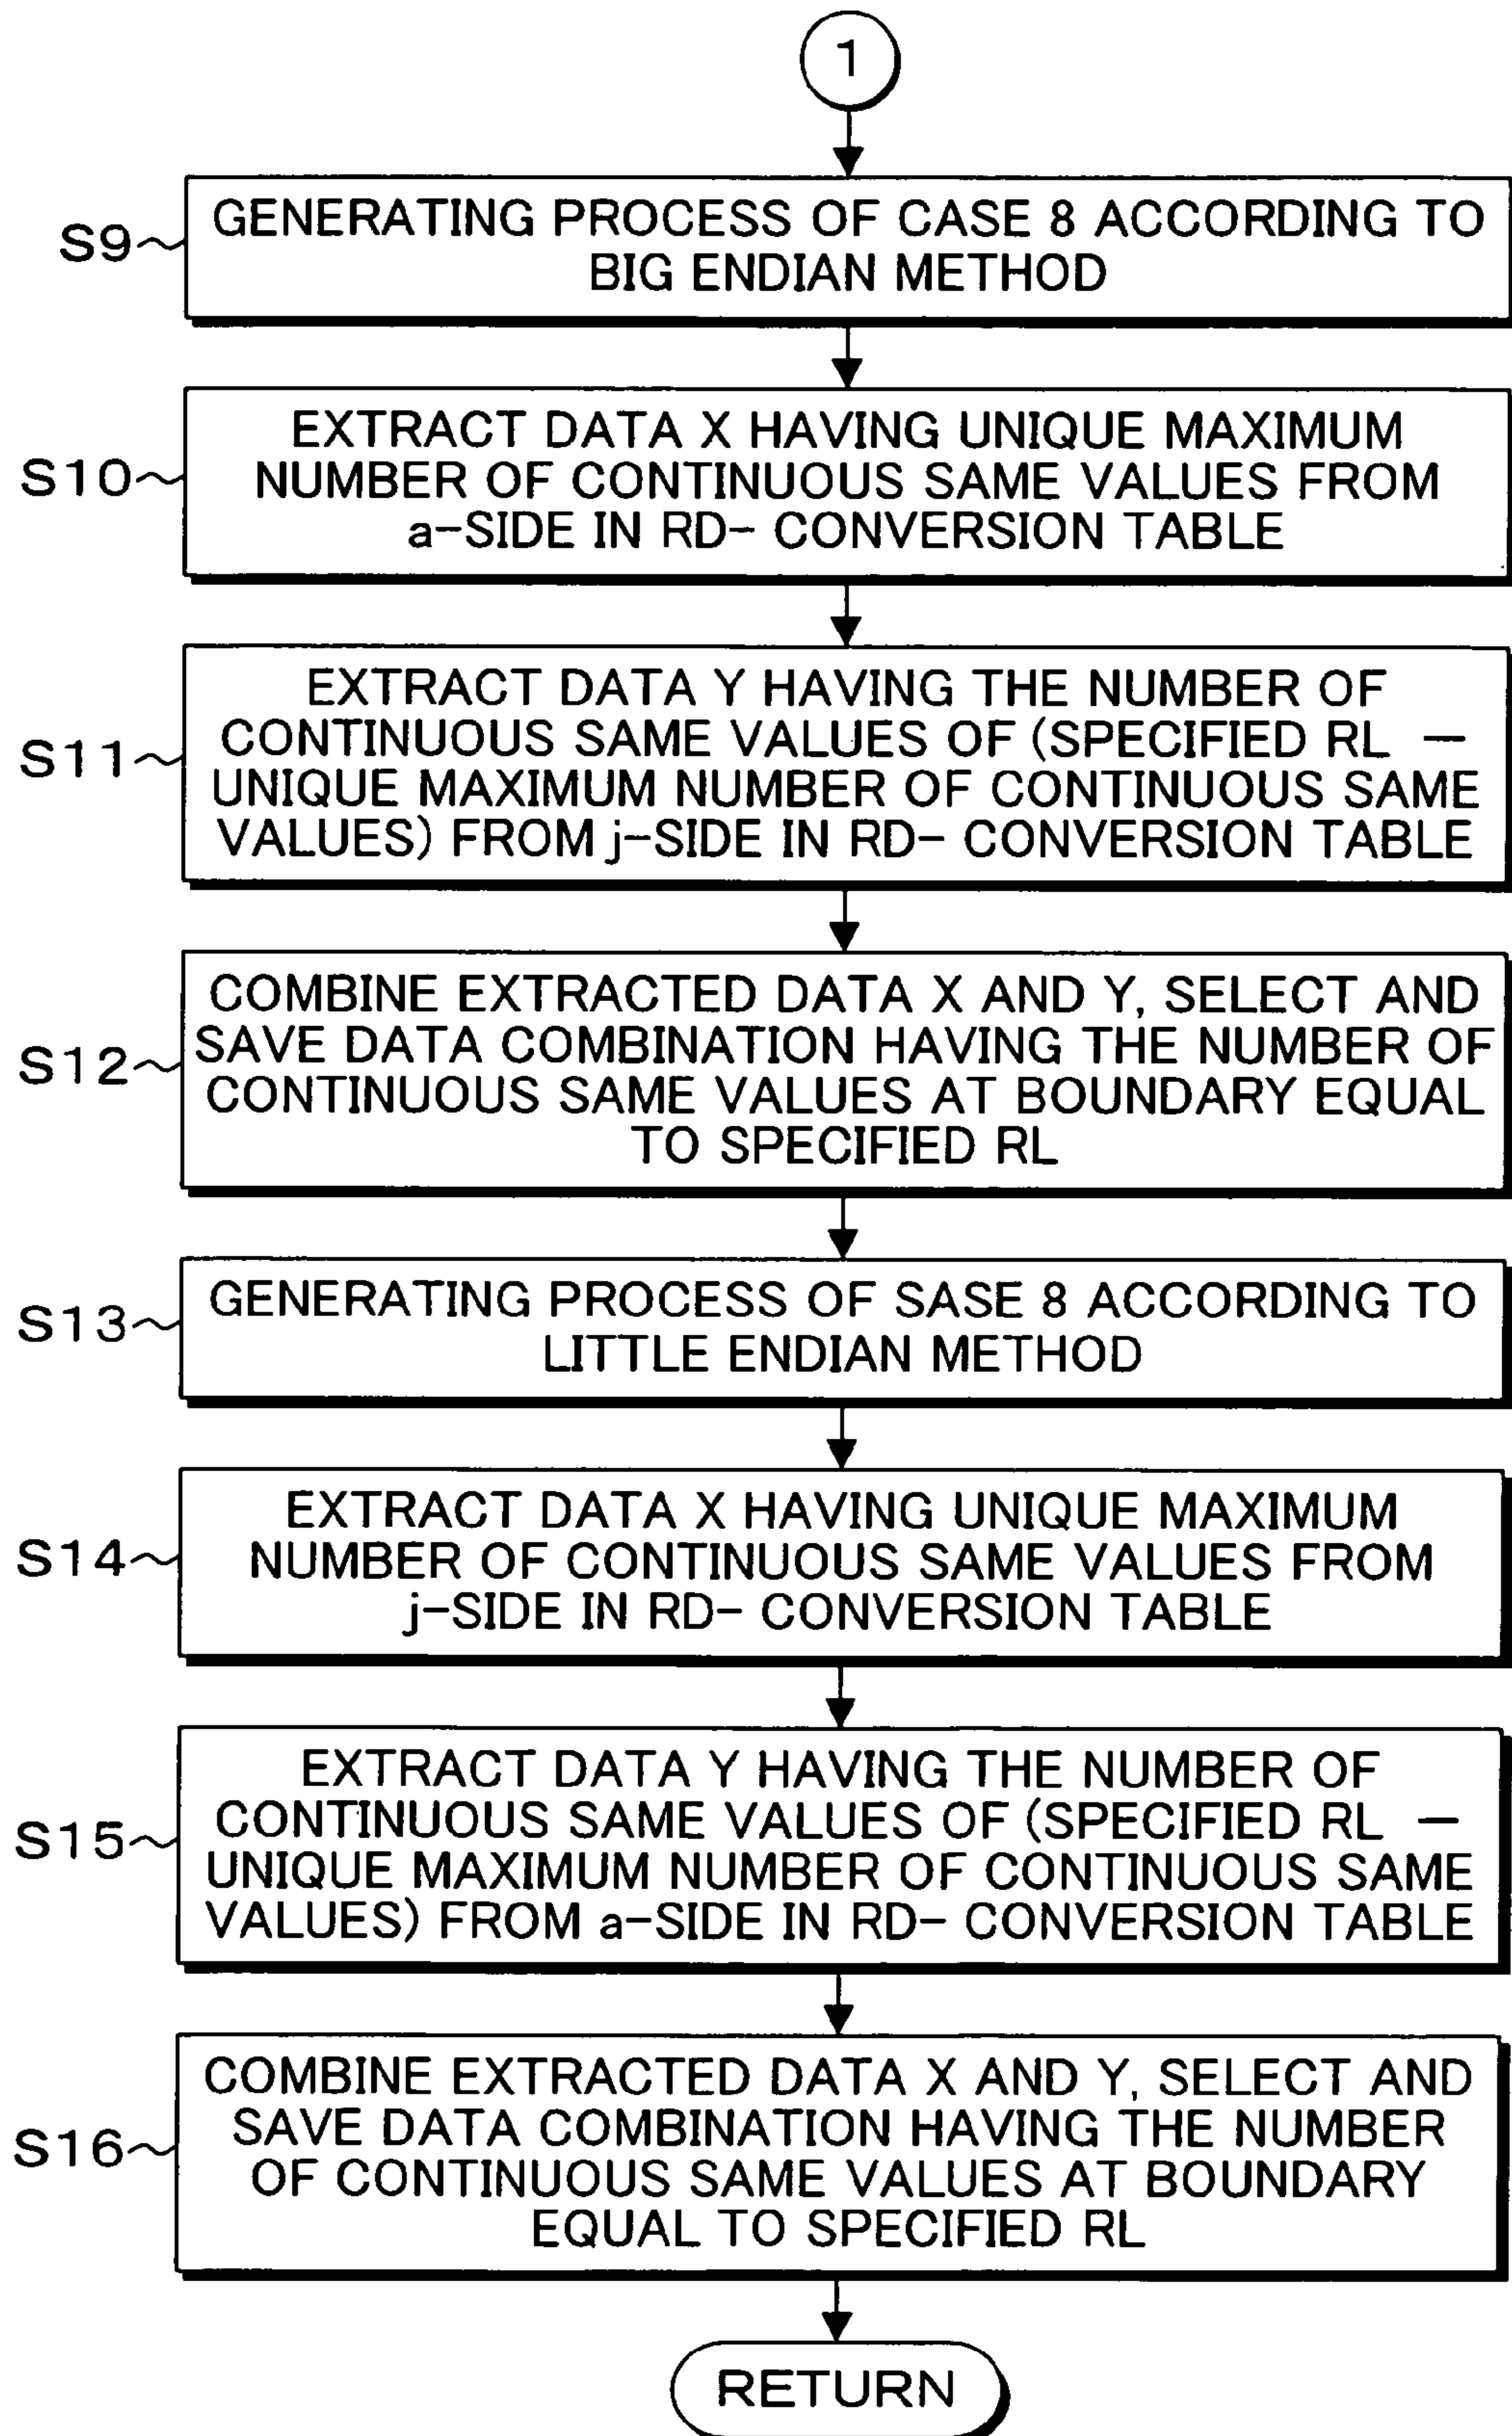 1
S9
GENERATING PROCESS OF CASE 8 ACCORDING TO
BIG ENDIAN METHOD
S10
EXTRACT DATA X HAVING UNIQUE MAXIMUM
NUMBER OF CONTINUOUS SAME VALUES FROM
a-SIDE IN RD- CONVERSION TABLE
S11
EXTRACT DATA Y HAVING THE NUMBER OF
CONTINUOUS SAME VALUES OF (SPECIFIED RL —
UNIQUE MAXIMUM NUMBER OF CONTINUOUS SAME
VALUES) FROM j-SIDE IN RD- CONVERSION TABLE
S12
COMBINE EXTRACTED DATA X AND Y, SELECT AND
SAVE DATA COMBINATION HAVING THE NUMBER OF
CONTINUOUS SAME VALUES AT BOUNDARY EQUAL
TO SPECIFIED RL
S13
GENERATING PROCESS OF SASE 8 ACCORDING TO
LITTLE ENDIAN METHOD
S14
EXTRACT DATA X HAVING UNIQUE MAXIMUM
NUMBER OF CONTINUOUS SAME VALUES FROM
j-SIDE IN RD- CONVERSION TABLE
S15
EXTRACT DATA Y HAVING THE NUMBER OF
CONTINUOUS SAME VALUES OF (SPECIFIED RL —
UNIQUE MAXIMUM NUMBER OF CONTINUOUS SAME
VALUES) FROM a-SIDE IN RD- CONVERSION TABLE
S16
COMBINE EXTRACTED DATA X AND Y, SELECT AND
SAVE DATA COMBINATION HAVING THE NUMBER
OF CONTINUOUS SAME VALUES AT BOUNDARY
EQUAL TO SPECIFIED RL
RETURN